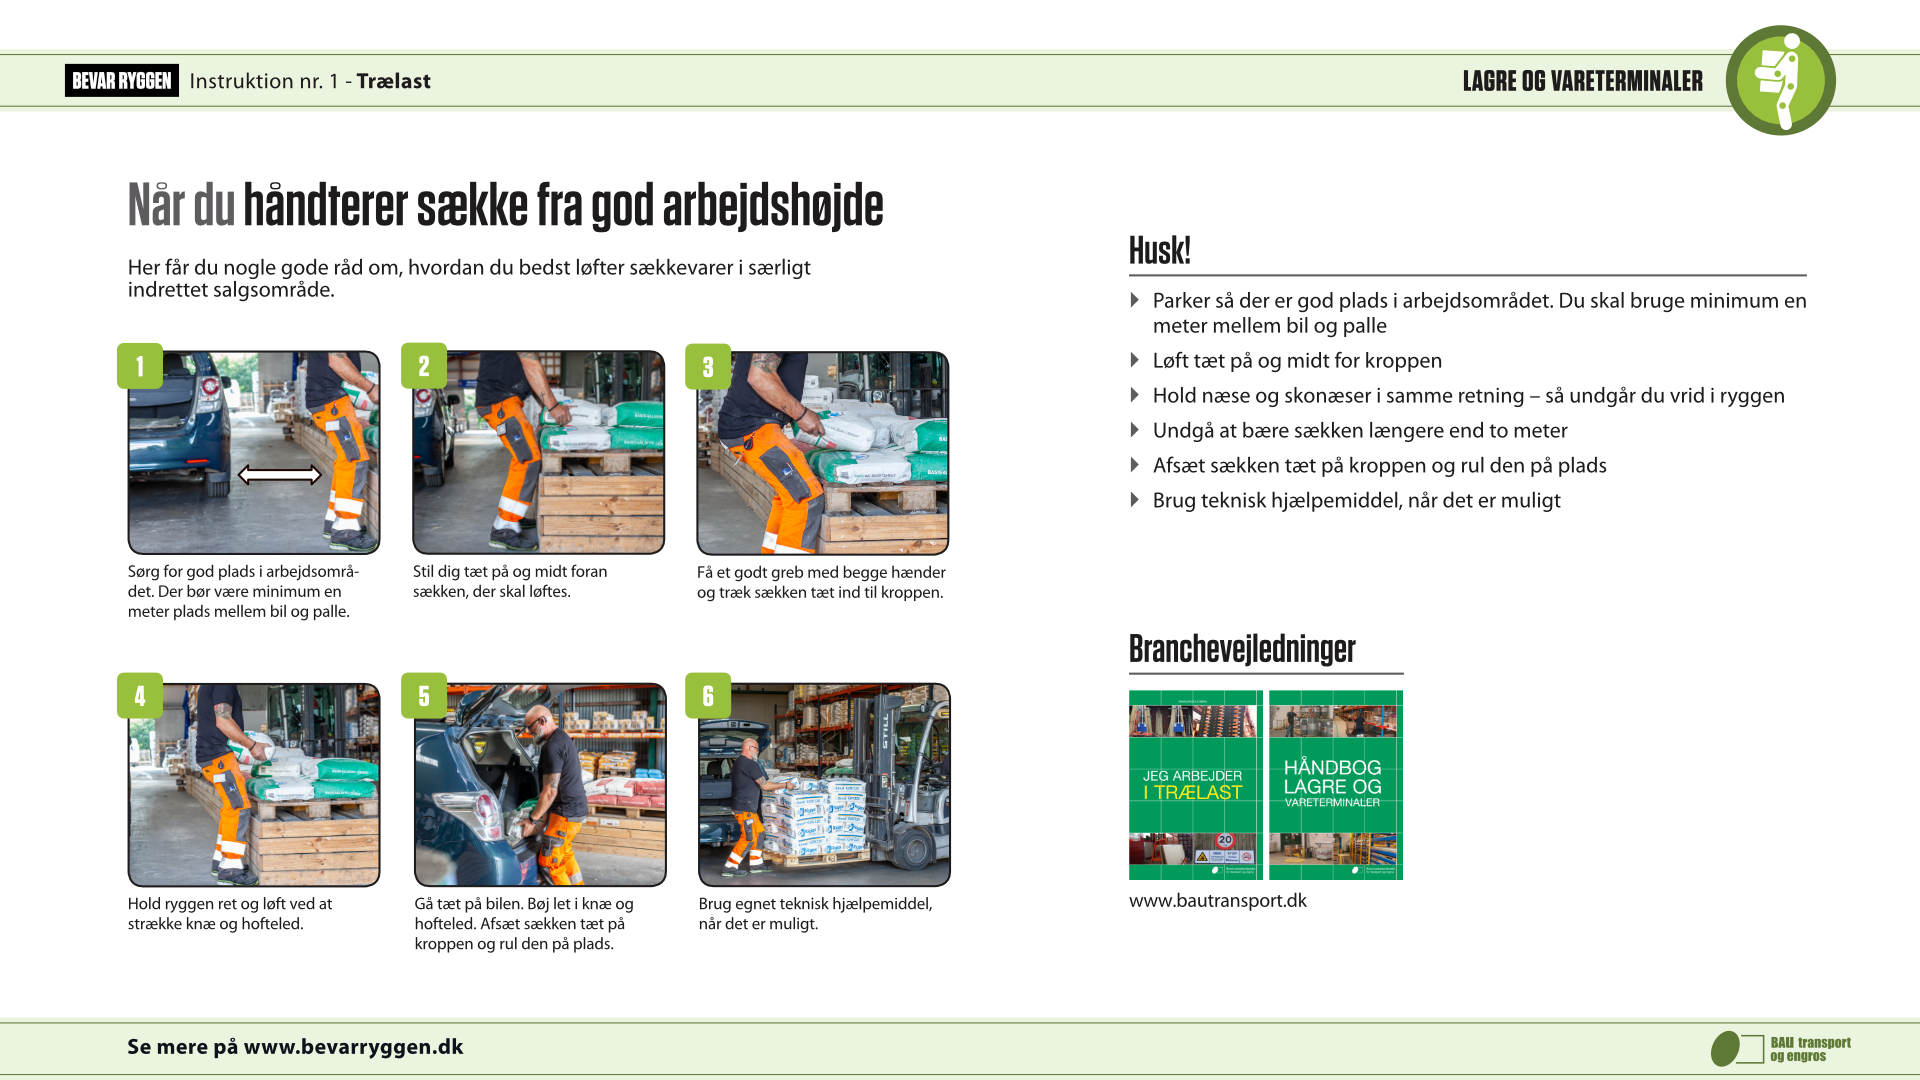 BEVAR RYGGEN Instruktion nr. 1 - Trælast
LAGRE OG VARETERMINALER
Når du håndterer sække fra god arbejdshøjde
Her får du nogle gode råd om, hvordan du bedst løfter sækkevarer i særligt
indrettet salgsområde.
1
2
3
Sørg for god plads i arbejdsområ-
det. Der bør være minimum en
meter plads mellem bil og palle.
Stil dig tæt på og midt foran
sækken, der skal løftes.
Få et godt greb med begge hænder
og træk sækken tæt ind til kroppen.
4
5
6
STILL
Hold ryggen ret og løft ved at
strække knæ og hofteled.
Gå tæt på bilen. Bøj let i knæ og
hofteled. Afsæt sækken tæt på
kroppen og rul den på plads.
Brug egnet teknisk hjælpemiddel,
når det er muligt.
Husk!
Parker så der er god plads i arbejdsområdet. Du skal bruge minimum en
meter mellem bil og palle
Løft tæt på og midt for kroppen
Hold næse og skonæser i samme retning – så undgår du vrid i ryggen
Undgå at bære sækken længere end to meter
Afsæt sækken tæt på kroppen og rul den på plads
Brug teknisk hjælpemiddel, når det er muligt
Branchevejledninger
JEG ARBEJDER
I TRÆLAST
20
HÅNDBOG
LAGRE OG
VARETERMINALER
www.bautransport.dk
Se mere på www.bevarryggen.dk
BAU transport
og engros